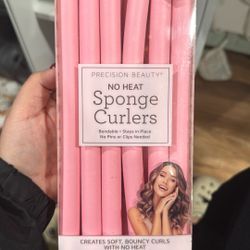 PRECISION BEAUTY®
NO HEAT
Sponge
Curlers
Bendable • Stays in Place
No Pins or Clips Needed!
CREATES SOFT, BOUNCY CURLS
WITH NO HEAT